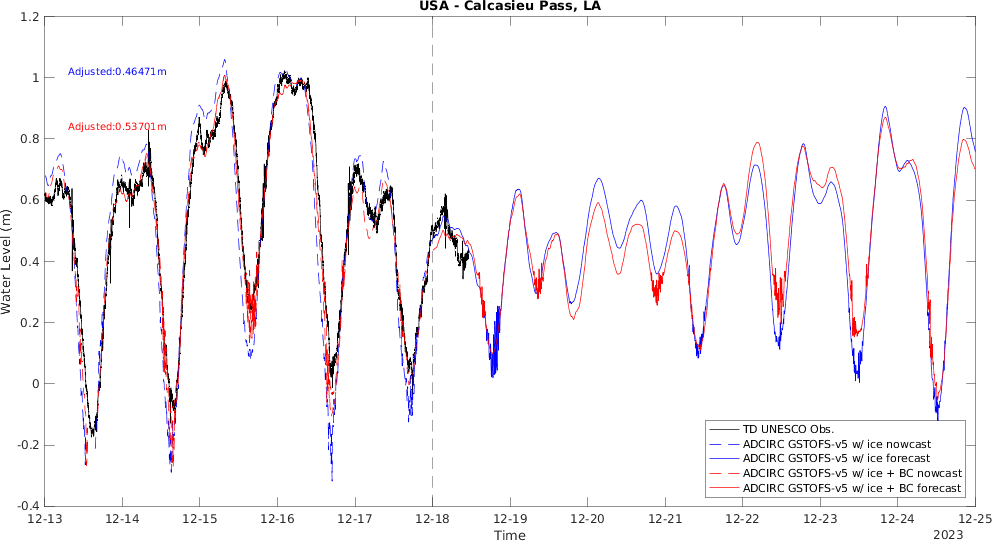 USA - Calcasieu Pass, LA
1.2
1
0.8
0.6
0.4
0.2
0
-0.2
-0.4
Water Level (m)
Adjusted:0.46471m
Adjusted:0.53701m
TD UNESCO Obs.
ADCIRC GSTOFS-v5 w/ ice nowcast
ADCIRC GSTOFS-v5 w/ ice forecast
ADCIRC GSTOFS-v5 w/ ice + BC nowcast
ADCIRC GSTOFS-v5 w/ ice + BC forecast
12-13 12-14 12-15 12-16 12-17 12-18 12-19 12-20 12-21 12-22 12-23 12-24 12-25
Time
2023